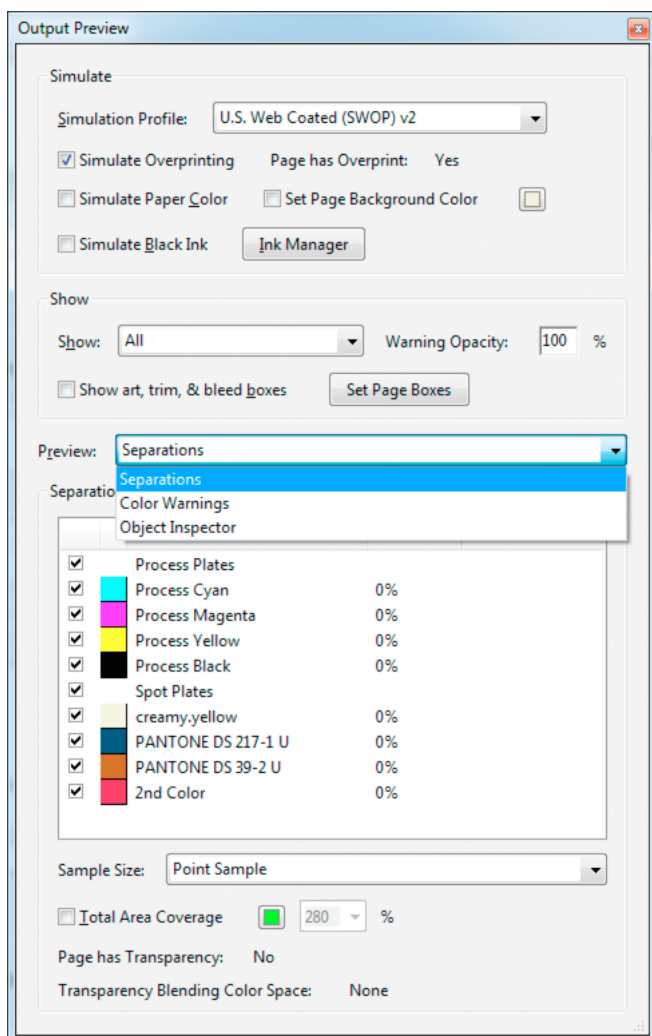 Output Preview
Simulate
Simulation Profile: U.S. Web Coated (SWOP) v2
Simulate Overprinting Page has Overprint: Yes
Simulate Paper Color Set Page Background Color
Simulate Black Ink Ink Manager
Show
Show: All Warning Opacity: 100 %
Show art, trim, & bleed boxes Set Page Boxes
Preview: Separations
Separations
Color Warnings
Object Inspector
Process Plates
Process Cyan 0%
Process Magenta 0%
Process Yellow 0%
Process Black 0%
Spot Plates
creamy.yellow 0%
PANTONE DS 217-1 U 0%
PANTONE DS 39-2 U 0%
2nd Color 0%
Sample Size: Point Sample
Total Area Coverage 280 %
Page has Transparency: No
Transparency Blending Color Space: None